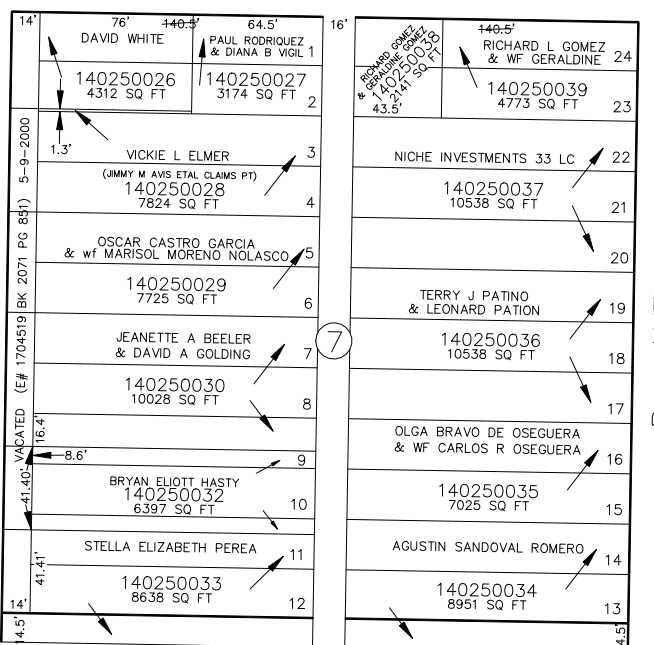 14'
76'
140.5'
64.5'
16'
140.5'
DAVID WHITE
PAUL RODRIQUEZ
& DIANA B VIGIL 1
140250026
4312 SQ FT
140250027
3174 SQ FT
2
RICHARD GOMEZ
& GERALDINE GOMEZ
140250038
2141 SQ FT
43.5'
RICHARD L GOMEZ
& WF GERALDINE 24
140250039
4773 SQ FT
23
1.3'
VICKIE L ELMER 3
(JIMMY M AVIS ETAL CLAIMS PT)
140250028
7824 SQ FT 4
NICHE INVESTMENTS 33 LC 22
140250037
10538 SQ FT 21
20
OSCAR CASTRO GARCIA
& wf MARISOL MORENO NOLASCO 5
140250029
7725 SQ FT 6
TERRY J PATINO
& LEONARD PATION 19
140250036
10538 SQ FT 18
17
7
JEANETTE A BEELER
& DAVID A GOLDING 7
140250030
10028 SQ FT 8
OLGA BRAVO DE OSEGUERA
& WF CARLOS R OSEGUERA 16
140250035
7025 SQ FT 15
VACATED (E# 1704519 BK 2071 PG 851) 5-9-2000
16.4'
8.6'
41.40'
9
BRYAN ELIOTT HASTY
140250032
6397 SQ FT 10
STELLA ELIZABETH PEREA 11
140250033
8638 SQ FT 12
41.41'
14'
14.5'
AGUSTIN SANDOVAL ROMERO 14
140250034
8951 SQ FT 13
4.5'